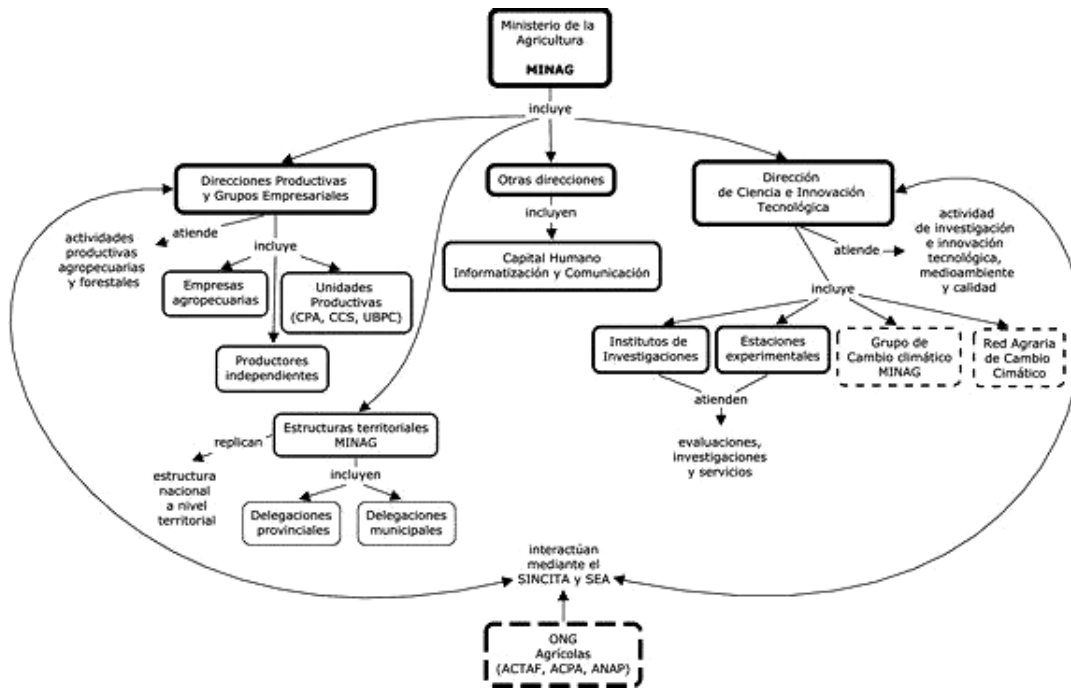 Ministerio de la
Agricultura
MINAG
incluye
Direcciones Productivas
y Grupos Empresariales
Otras direcciones
Dirección
de Ciencia e Innovación
Tecnológica
atiende
actividades
productivas
agropecuarias
y forestales
incluye
Empresas
agropecuarias
Unidades
Productivas
(CPA, CCS, UBPC)
Productores
independientes
incluyen
Capital Humano
Informatización y Comunicación
atiende
actividad
de investigación
e innovación
tecnológica,
medioambiente
y calidad
incluye
Institutos de
Investigaciones
Estaciones
experimentales
Grupo de
Cambio climático
MINAG
Red Agraria
de Cambio
Climático
atienden
evaluaciones,
investigaciones
y servicios
Estructuras territoriales
MINAG
replican
estructura
nacional
a nivel
territorial
incluyen
Delegaciones
provinciales
Delegaciones
municipales
interactúan
mediante el
SINCITA y SEA
ONG
Agrícolas
(ACTAF, ACPA, ANAP)